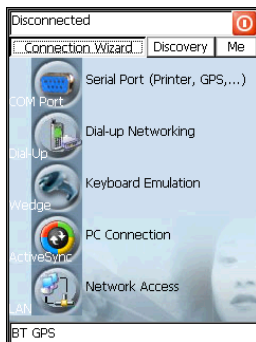 Disconnected
Connection Wizard Discovery Me
Serial Port (Printer, GPS,...)
COM Port
Dial-up Networking
Dial-Up
Keyboard Emulation
Wedge
PC Connection
ActiveSync
Network Access
LAN
BT GPS